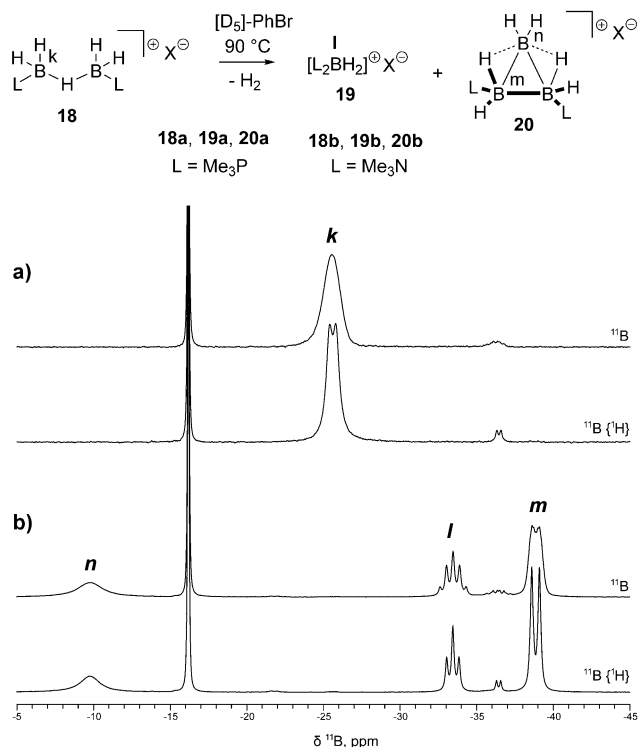 H H H H k ⊕ X⊖
L B H B L
18
[D5]-PhBr
90 °C
- H2
l
[L2BH2]⊕ X⊖
19
+
H H ⊕ X⊖
H B n H
L B m B H
H L
20
18a, 19a, 20a
L = Me3P
18b, 19b, 20b
L = Me3N
a)
k
11B
11B {1H}
b)
n
l
m
11B
11B {1H}
-5 -10 -15 -20 -25 -30 -35 -40 -45
δ 11B, ppm